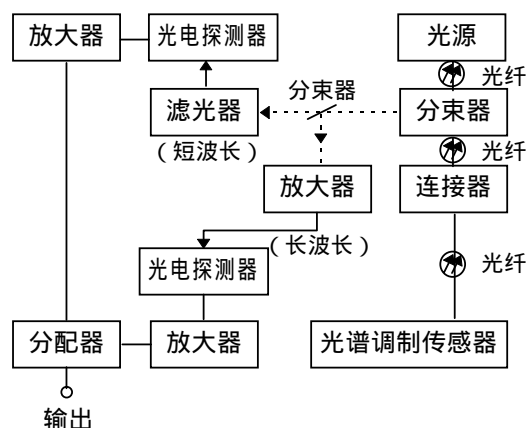 放大器
光电探测器
光源
光纤
分束器
滤光器
分束器
(短波长)
光纤
放大器
连接器
(长波长)
光电探测器
光纤
分配器
放大器
光谱调制传感器
输出